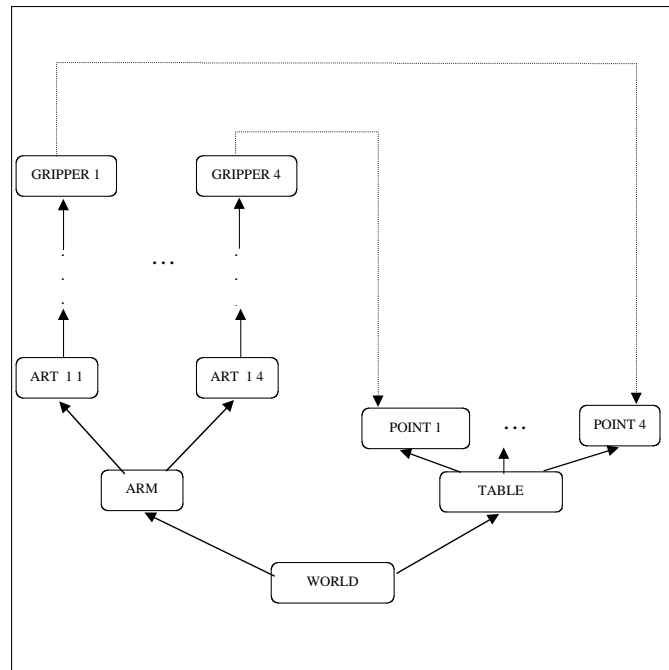 GRIPPER 1
GRIPPER 4
...
ART 1 1
ART 1 4
POINT 1
...
POINT 4
ARM
TABLE
WORLD